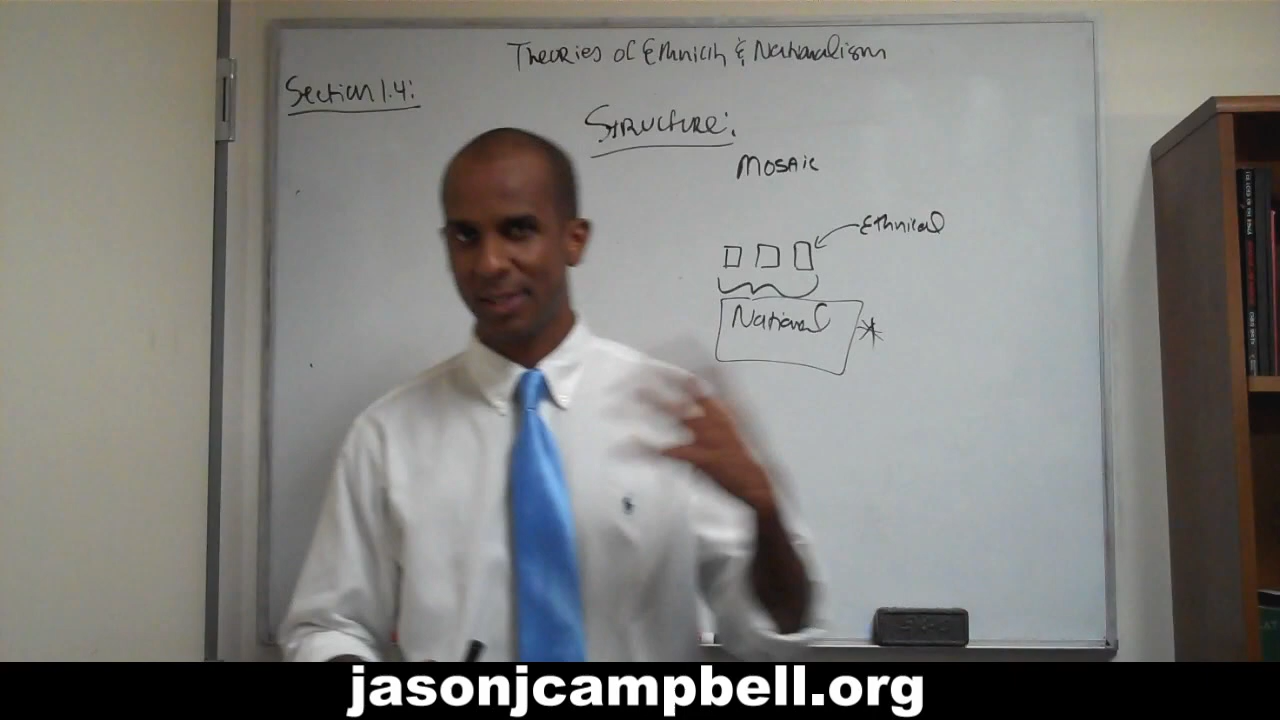 Theories of Ethnicity & Nationalism
Section 1.4:
Structure:
Mosaic
Ethnical
National
jasonjcampbell.org